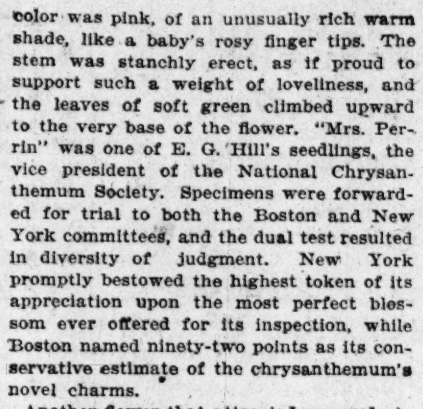 color was pink, of an unusually rich warm
shade, like a baby's rosy finger tips. The
stem was stanchly erect, as if proud to
support such a weight of loveliness, and
the leaves of soft green climbed upward
to the very base of the flower. "Mrs. Per-
rin" was one of E. G. Hill's seedlings, the
vice president of the National Chrysan-
themum Society. Specimens were forward-
ed for trial to both the Boston and New
York committees, and the dual test resulted
in diversity of judgment. New York
promptly bestowed the highest token of its
appreciation upon the most perfect blos-
som ever offered for its inspection, while
Boston named ninety-two points as its con-
servative estimate of the chrysanthemum's
novel charms.